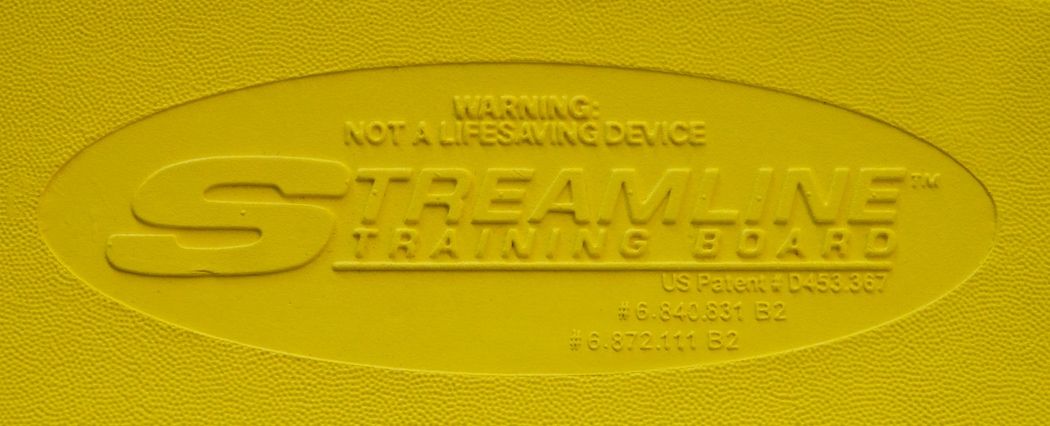 WARNING:
NOT A LIFESAVING DEVICE
STREAMLINE™
TRAINING BOARD
US Patent # D453.367
# 6.840.831 B2
# 6.872.111 B2